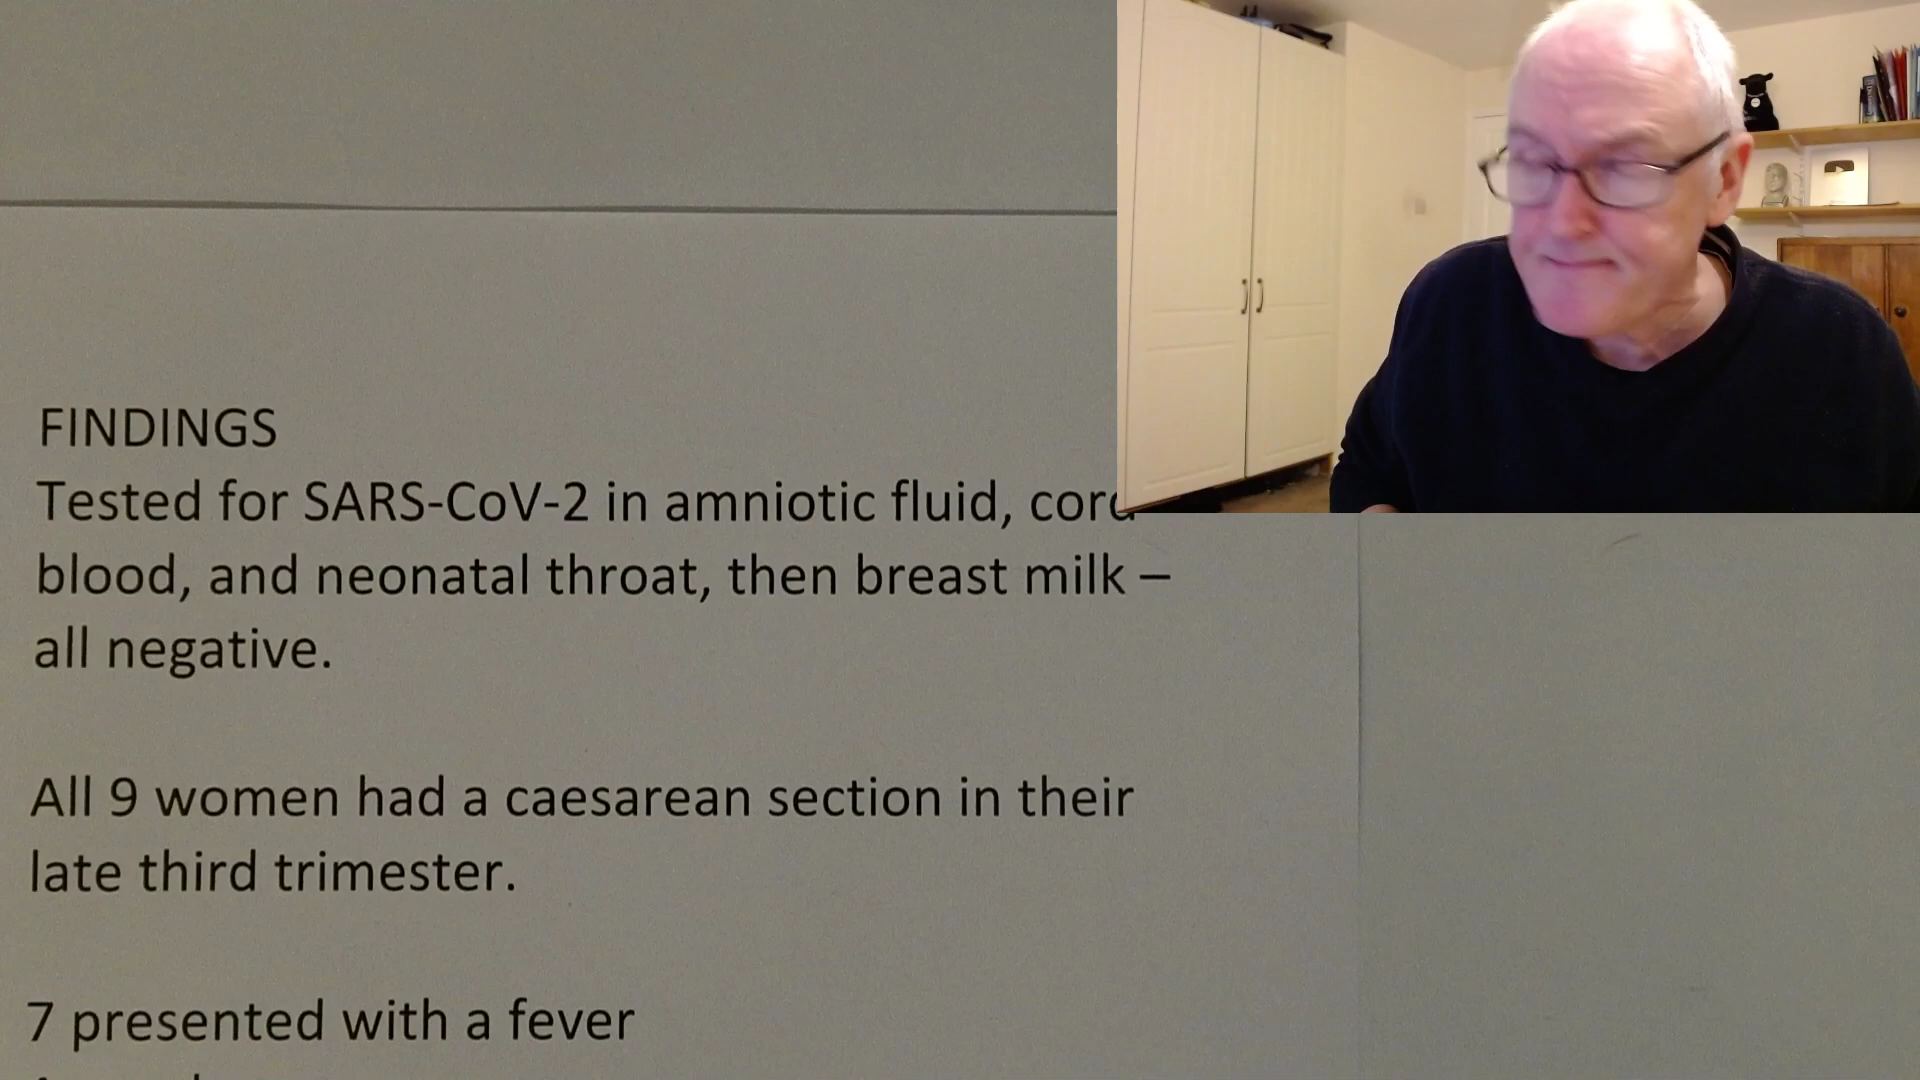 FINDINGS
Tested for SARS-CoV-2 in amniotic fluid, cord
blood, and neonatal throat, then breast milk –
all negative.
All 9 women had a caesarean section in their
late third trimester.
7 presented with a fever